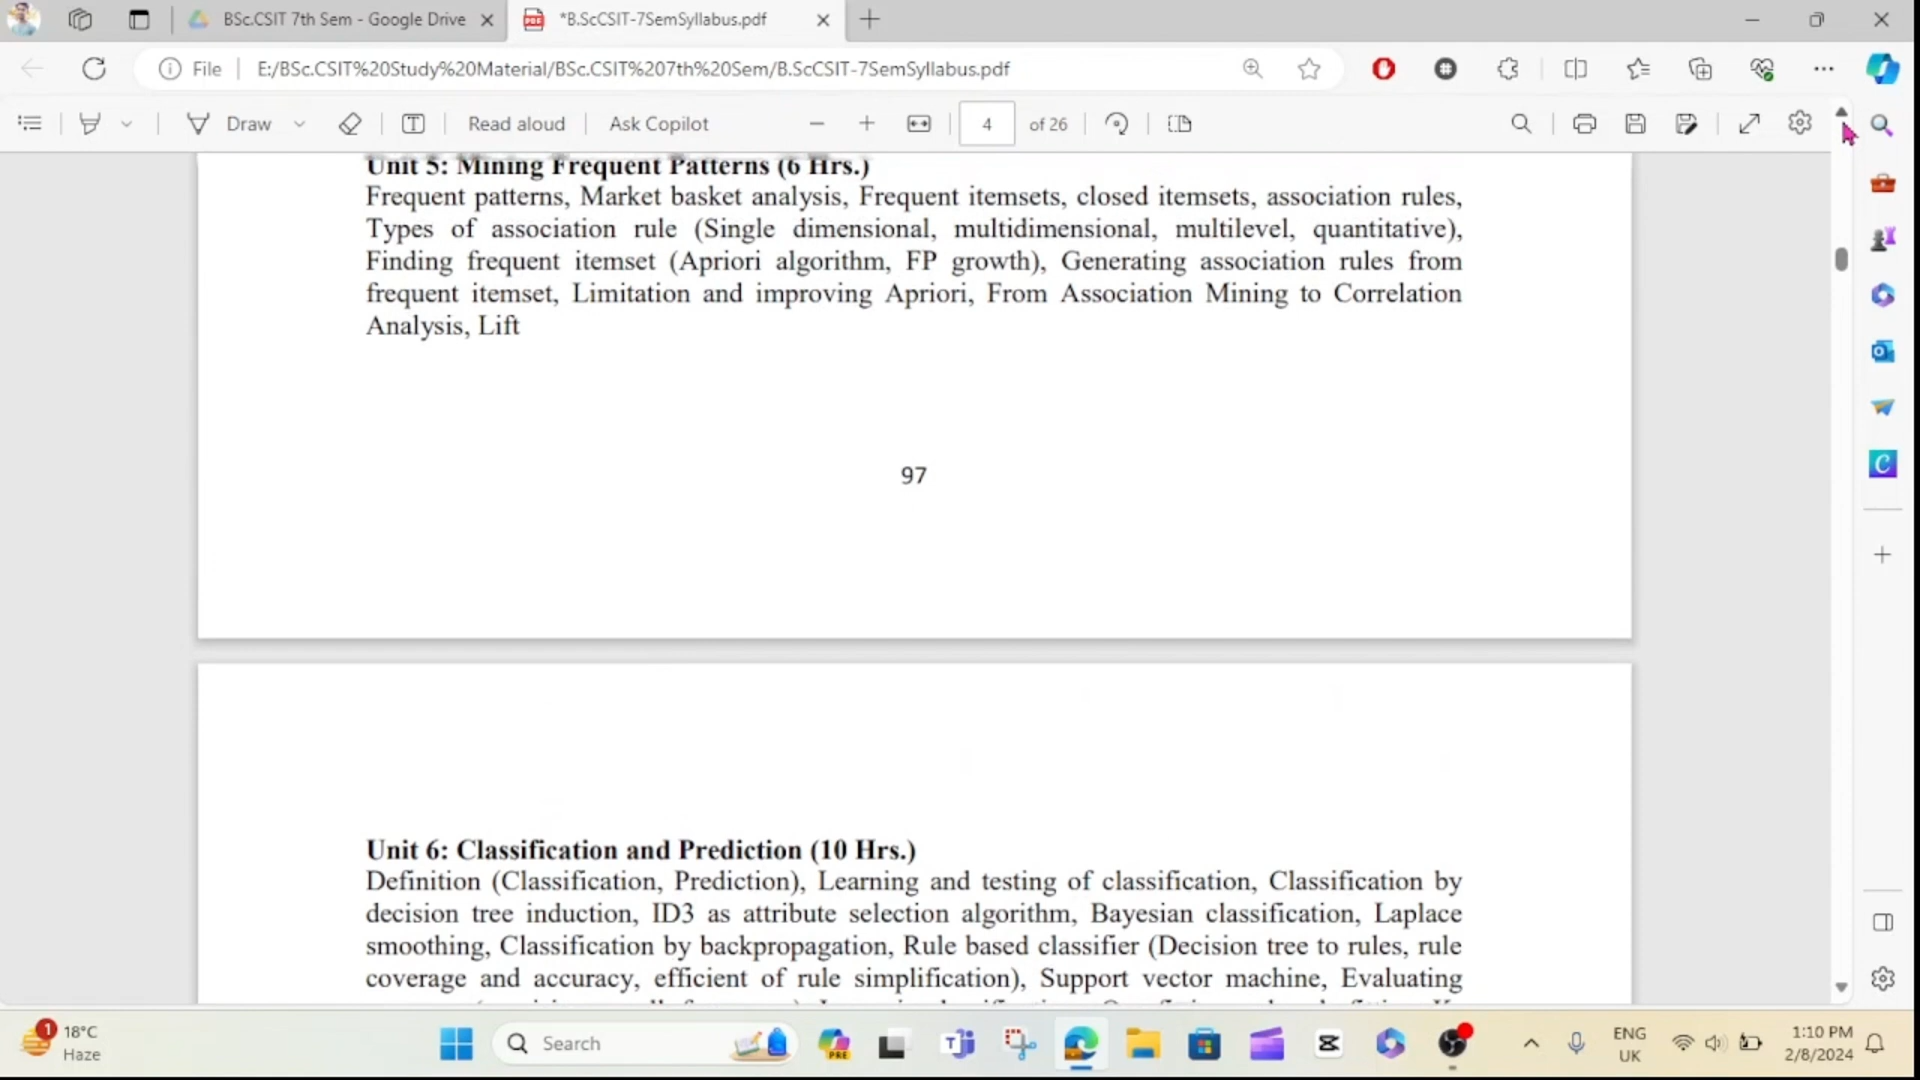 BSc.CSIT 7th Sem - Google Drive
*B.ScCSIT-7SemSyllabus.pdf
File
E:/BSc.CSIT%20Study%20Material/BSc.CSIT%207th%20Sem/B.ScCSIT-7SemSyllabus.pdf
Draw
Read aloud
Ask Copilot
4 of 26
Unit 5: Mining Frequent Patterns (6 Hrs.)
Frequent patterns, Market basket analysis, Frequent itemsets, closed itemsets, association rules,
Types of association rule (Single dimensional, multidimensional, multilevel, quantitative),
Finding frequent itemset (Apriori algorithm, FP growth), Generating association rules from
frequent itemset, Limitation and improving Apriori, From Association Mining to Correlation
Analysis, Lift
97
Unit 6: Classification and Prediction (10 Hrs.)
Definition (Classification, Prediction), Learning and testing of classification, Classification by
decision tree induction, ID3 as attribute selection algorithm, Bayesian classification, Laplace
smoothing, Classification by backpropagation, Rule based classifier (Decision tree to rules, rule
coverage and accuracy, efficient of rule simplification), Support vector machine, Evaluating
1
18°C
Haze
Search
PRE
ENG
UK
1:10 PM
2/8/2024